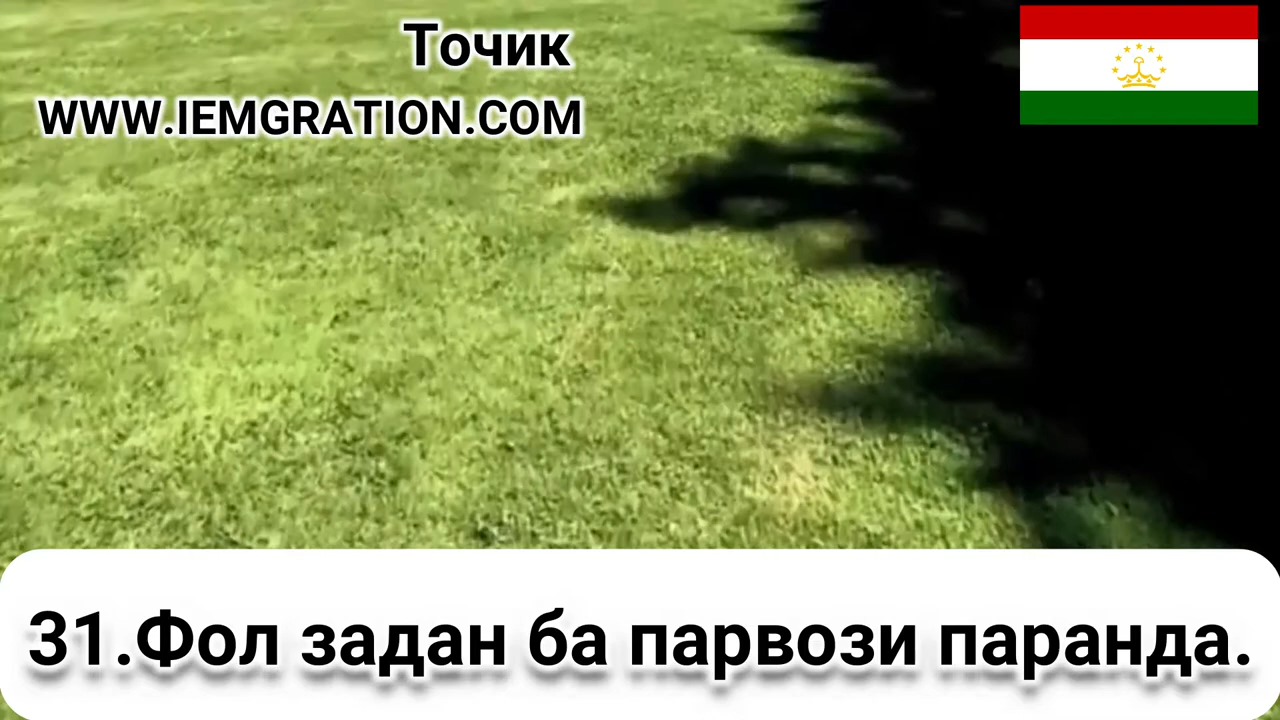 Точик
WWW.IEMGRATION.COM
31.Фол задан ба парвози паранда.